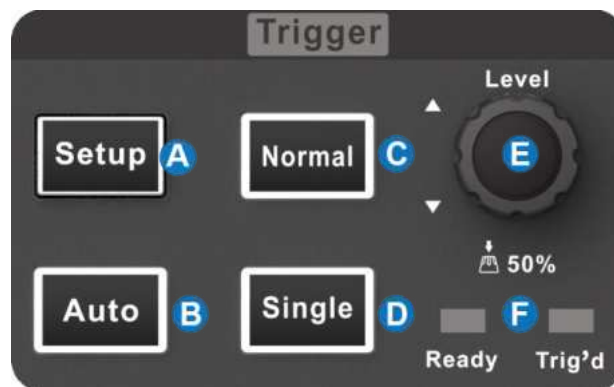 Trigger
Level
Setup A Normal C E
50%
Auto B Single D F
Ready Trig’d